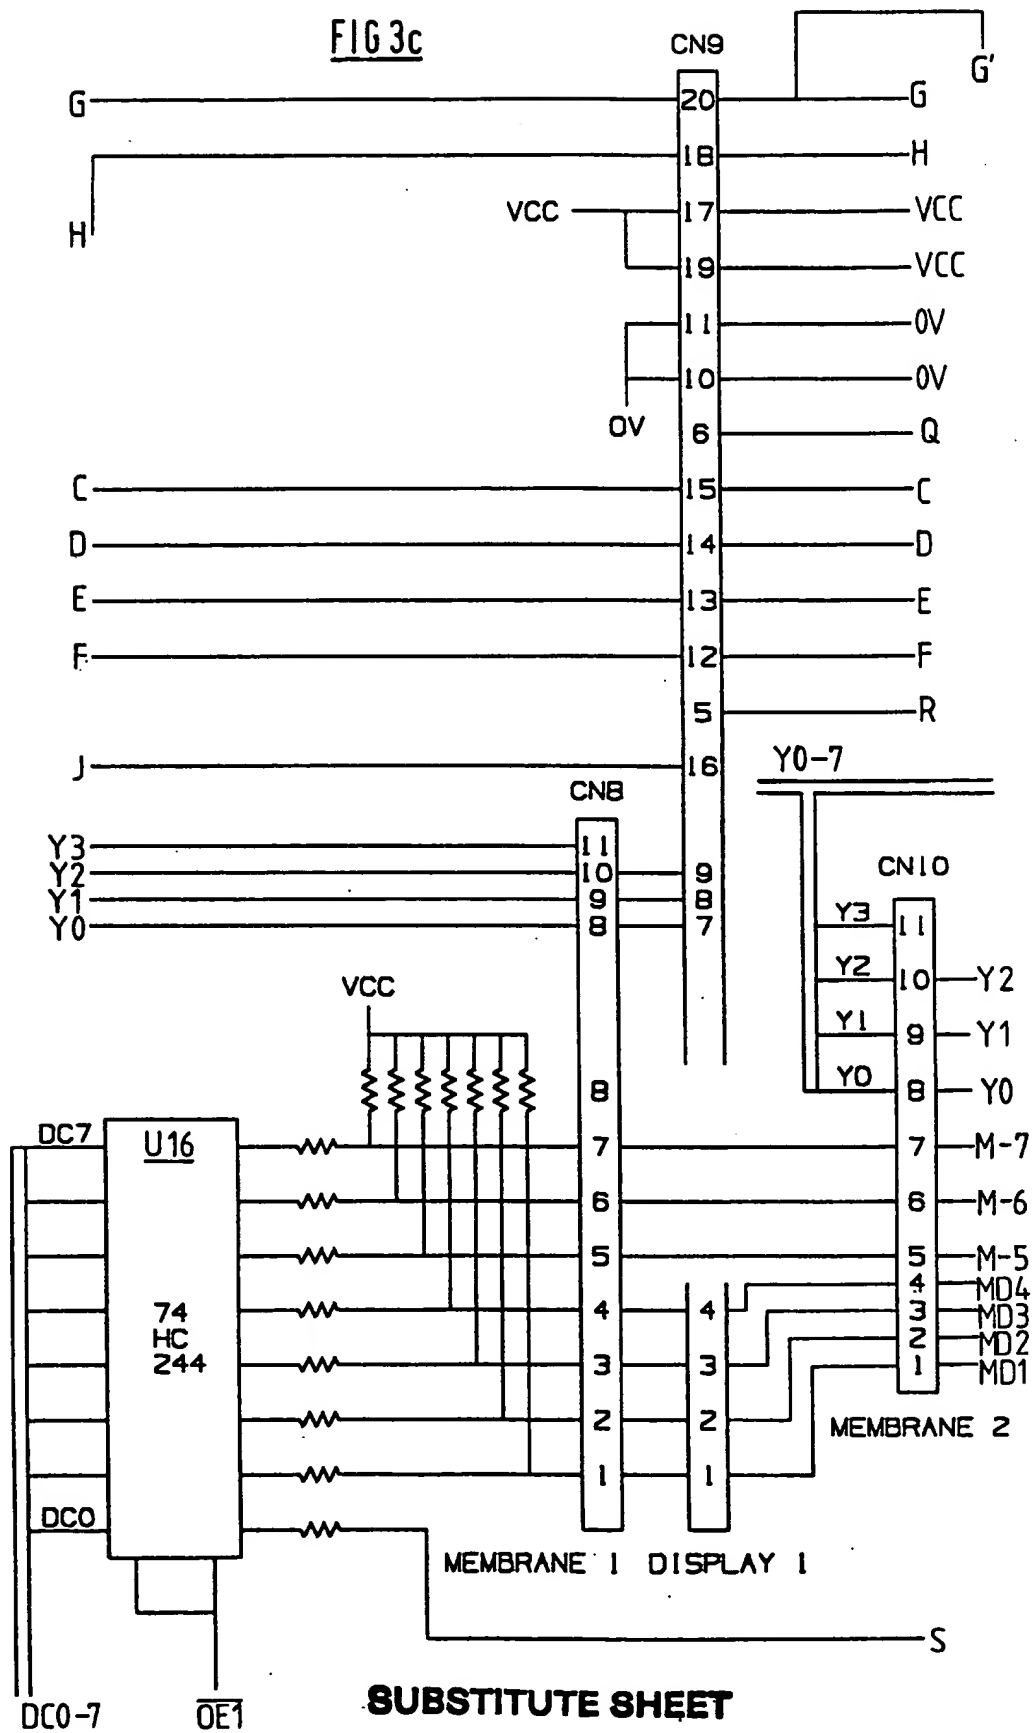 FIG 3c
CN9
G'
G 20 G
18 H
H
VCC 17 VCC
19 VCC
11 0V
10 0V
0V
6 Q
C 15 C
D 14 D
E 13 E
F 12 F
5 R
J 16
Y0-7
CN8
Y3 11
Y2 10 9
Y1 9 8
Y0 8 7
CN10
Y3 11
Y2 10 Y2
Y1 9 Y1
Y0 8 Y0
VCC
8
DC7 U16 7 7 M-7
6 6 M-6
5 5 M-5
4 MD4
74 4 4 3 MD3
HC
2 MD2
244 3 3 1 MD1
2 2
MEMBRANE 2
1 1
DC0
MEMBRANE 1 DISPLAY 1
S
DC0-7 OE1
SUBSTITUTE SHEET